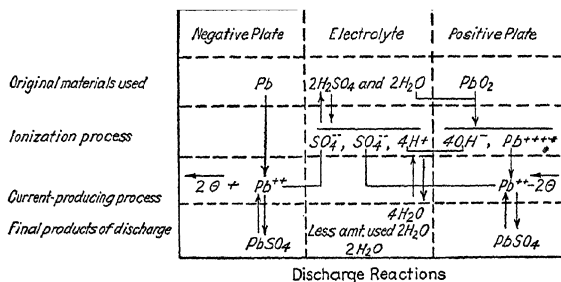 Negative Plate Electrolyte Positive Plate
Original materials used Pb 2H₂SO₄ and 2H₂O PbO₂
Ionization process SO₄⁻⁻, SO₄⁻⁻, 4H+ 4O,H⁻, Pb++++
Current-producing process 2Θ + Pb++ Pb++-2Θ
4H₂O
Final products of discharge Less amt. used 2H₂O
PbSO₄ 2H₂O PbSO₄
Discharge Reactions